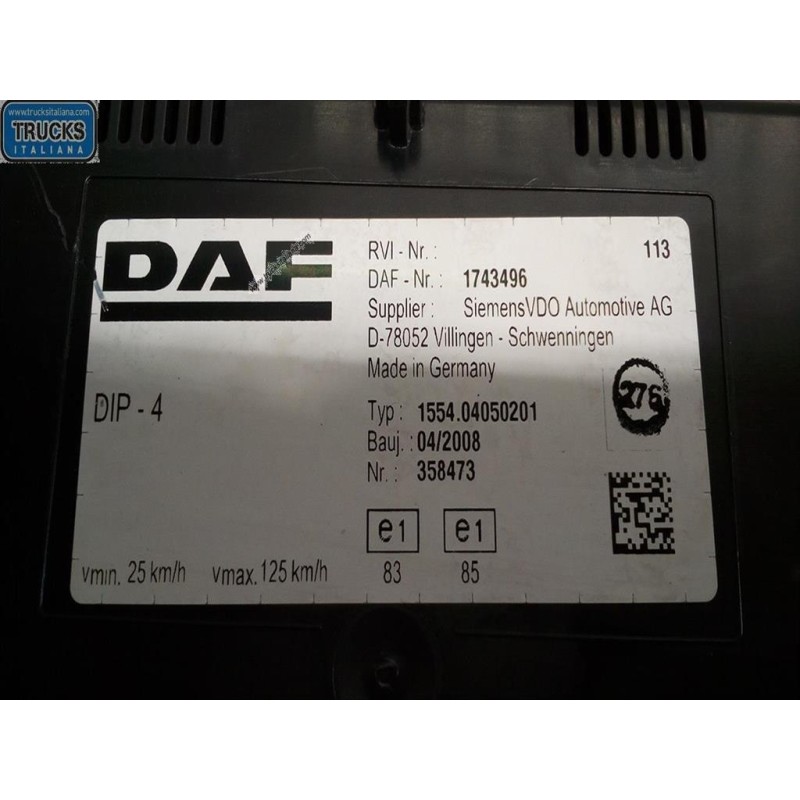 www.trucksitaliana.com
TRUCKS
ITALIANA
DAF
RVI - Nr. : 113
DAF - Nr. : 1743496
Supplier : SiemensVDO Automotive AG
D-78052 Villingen - Schwenningen
Made in Germany
DIP - 4
Typ : 1554.04050201
Bauj. : 04/2008
Nr. : 358473
276
e1 e1
83 85
vmin. 25 km/h vmax. 125 km/h